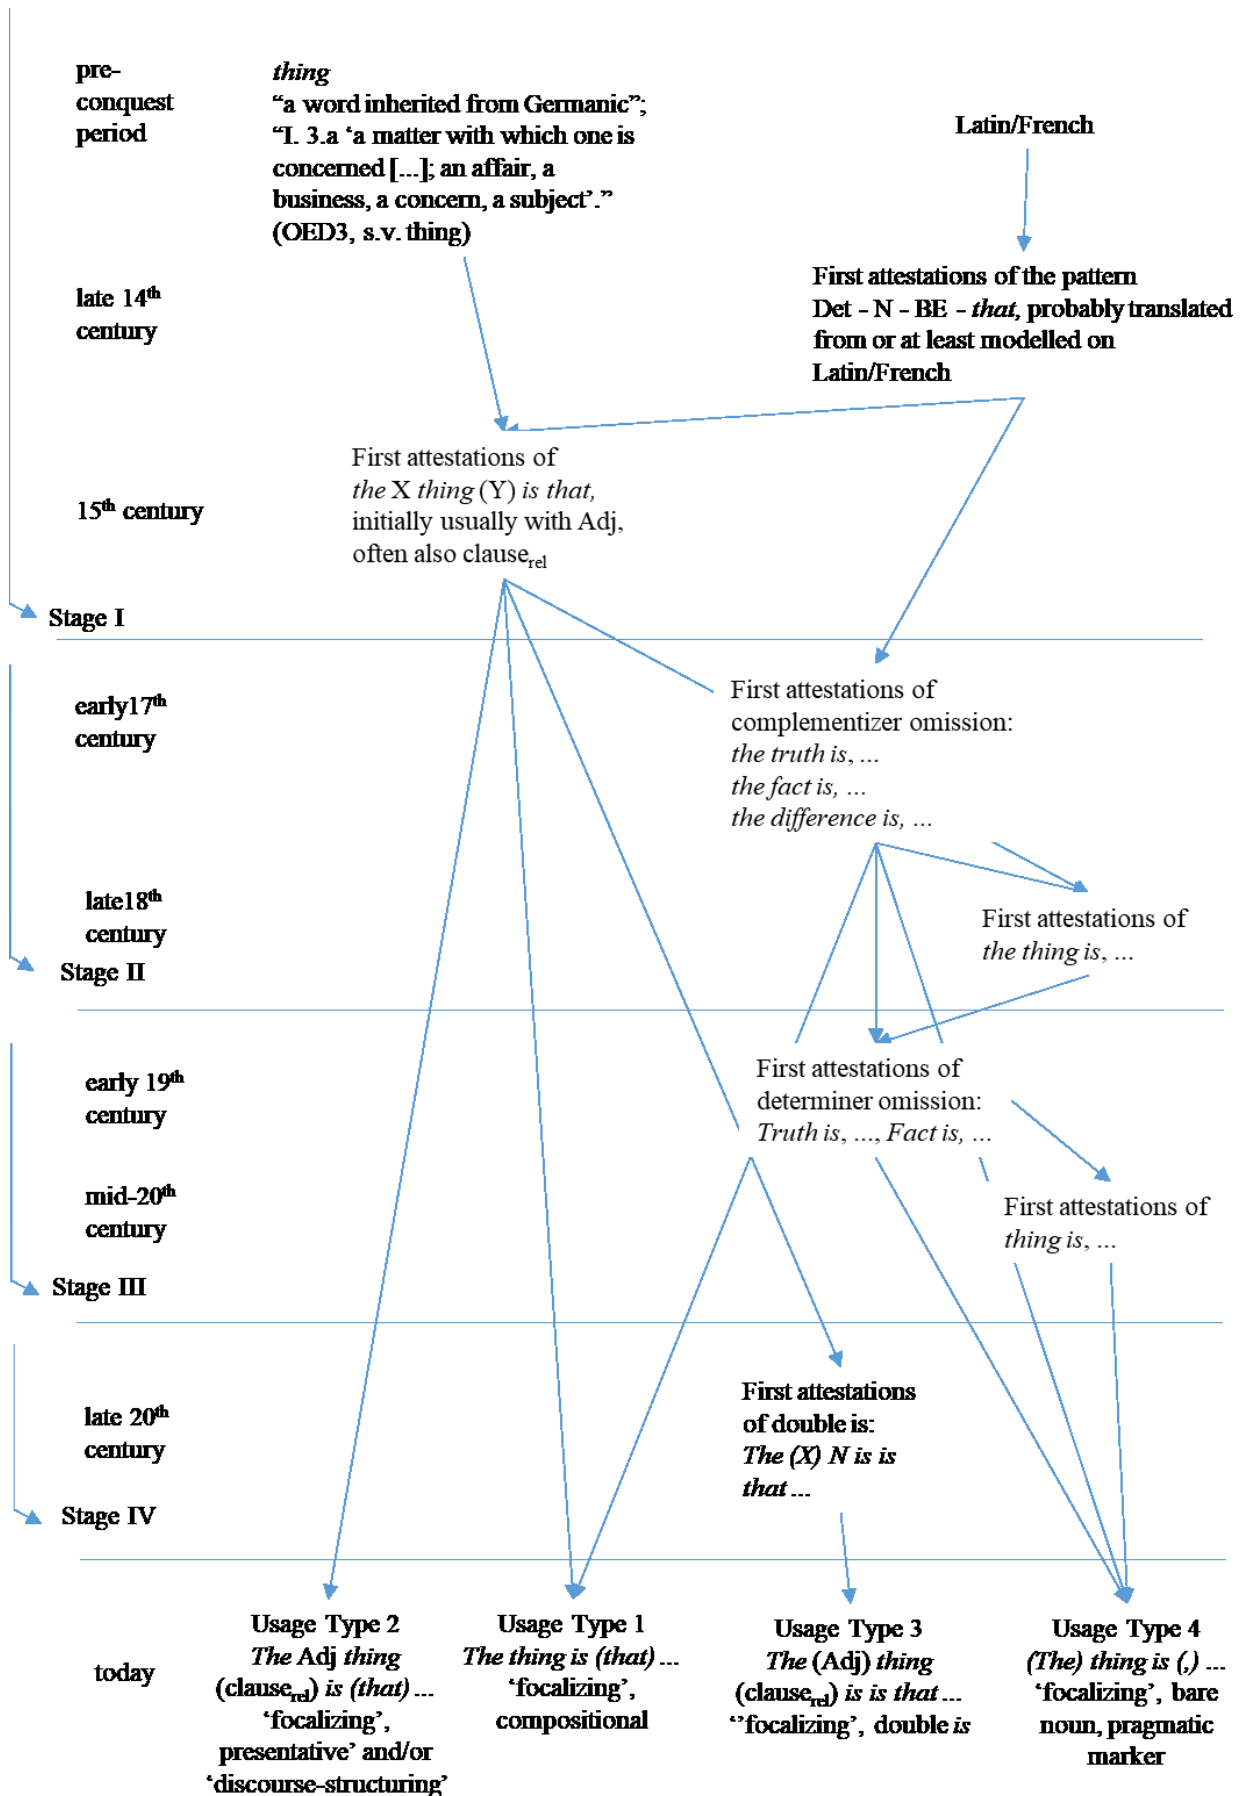 pre-
conquest
period
thing
“a word inherited from Germanic”;
“I. 3.a ‘a matter with which one is
concerned [...]; an affair, a
business, a concern, a subject’.”
(OED3, s.v. thing)
Latin/French
late 14th
century
First attestations of the pattern
Det - N - BE - that, probably translated
from or at least modelled on
Latin/French
15th century
First attestations of
the X thing (Y) is that,
initially usually with Adj,
often also clauserel
Stage I
early17th
century
First attestations of
complementizer omission:
the truth is, ...
the fact is, ...
the difference is, ...
late18th
century
First attestations of
the thing is, ...
Stage II
early 19th
century
First attestations of
determiner omission:
Truth is, ..., Fact is, ...
mid-20th
century
First attestations of
thing is, ...
Stage III
late 20th
century
First attestations
of double is:
The (X) N is is
that ...
Stage IV
today
Usage Type 2
The Adj thing
(clauserel) is (that) ...
‘focalizing’,
presentative’ and/or
‘discourse-structuring’
Usage Type 1
The thing is (that) ...
‘focalizing’,
compositional
Usage Type 3
The (Adj) thing
(clauserel) is is that ...
‘’focalizing’, double is
Usage Type 4
(The) thing is (,) ...
‘focalizing’, bare
noun, pragmatic
marker